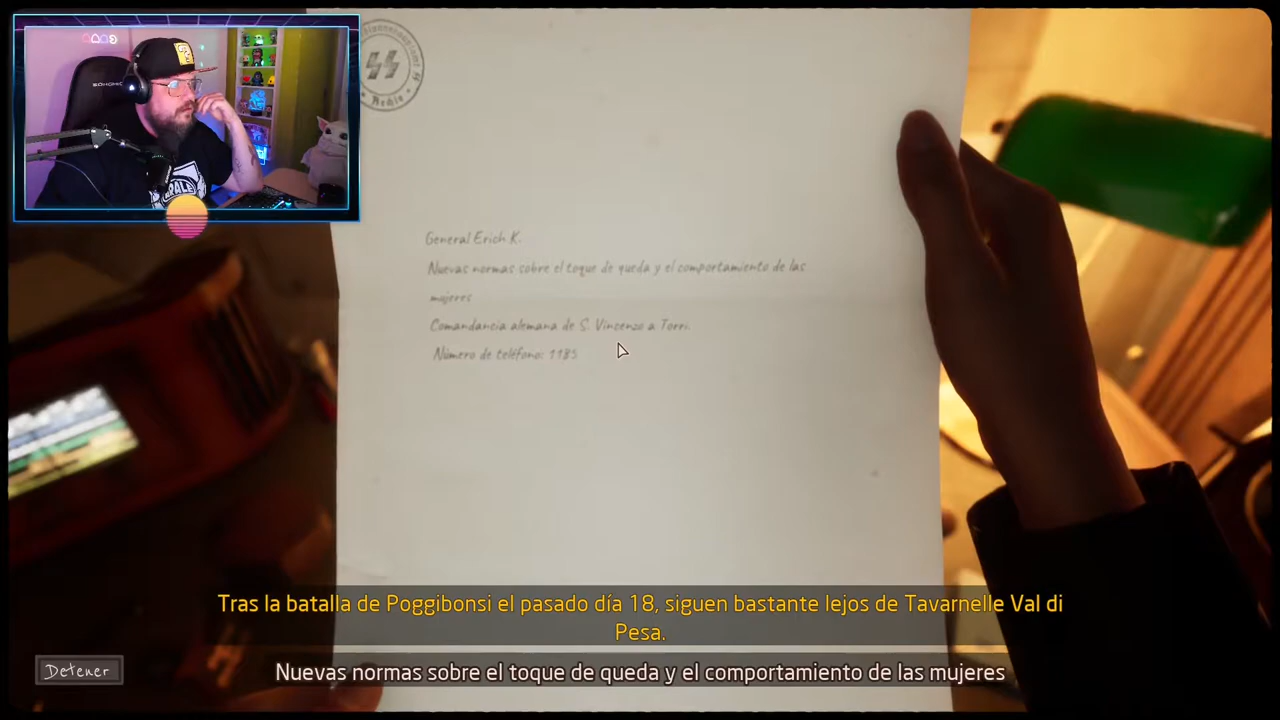 SS
General Erich K.
Nuevas normas sobre el toque de queda y el comportamiento de las
mujeres
Comandancia alemana de S. Vincenzo a Torri.
Número de teléfono: 1185
Tras la batalla de Poggibonsi el pasado día 18, siguen bastante lejos de Tavarnelle Val di
Pesa.
Detener
Nuevas normas sobre el toque de queda y el comportamiento de las mujeres